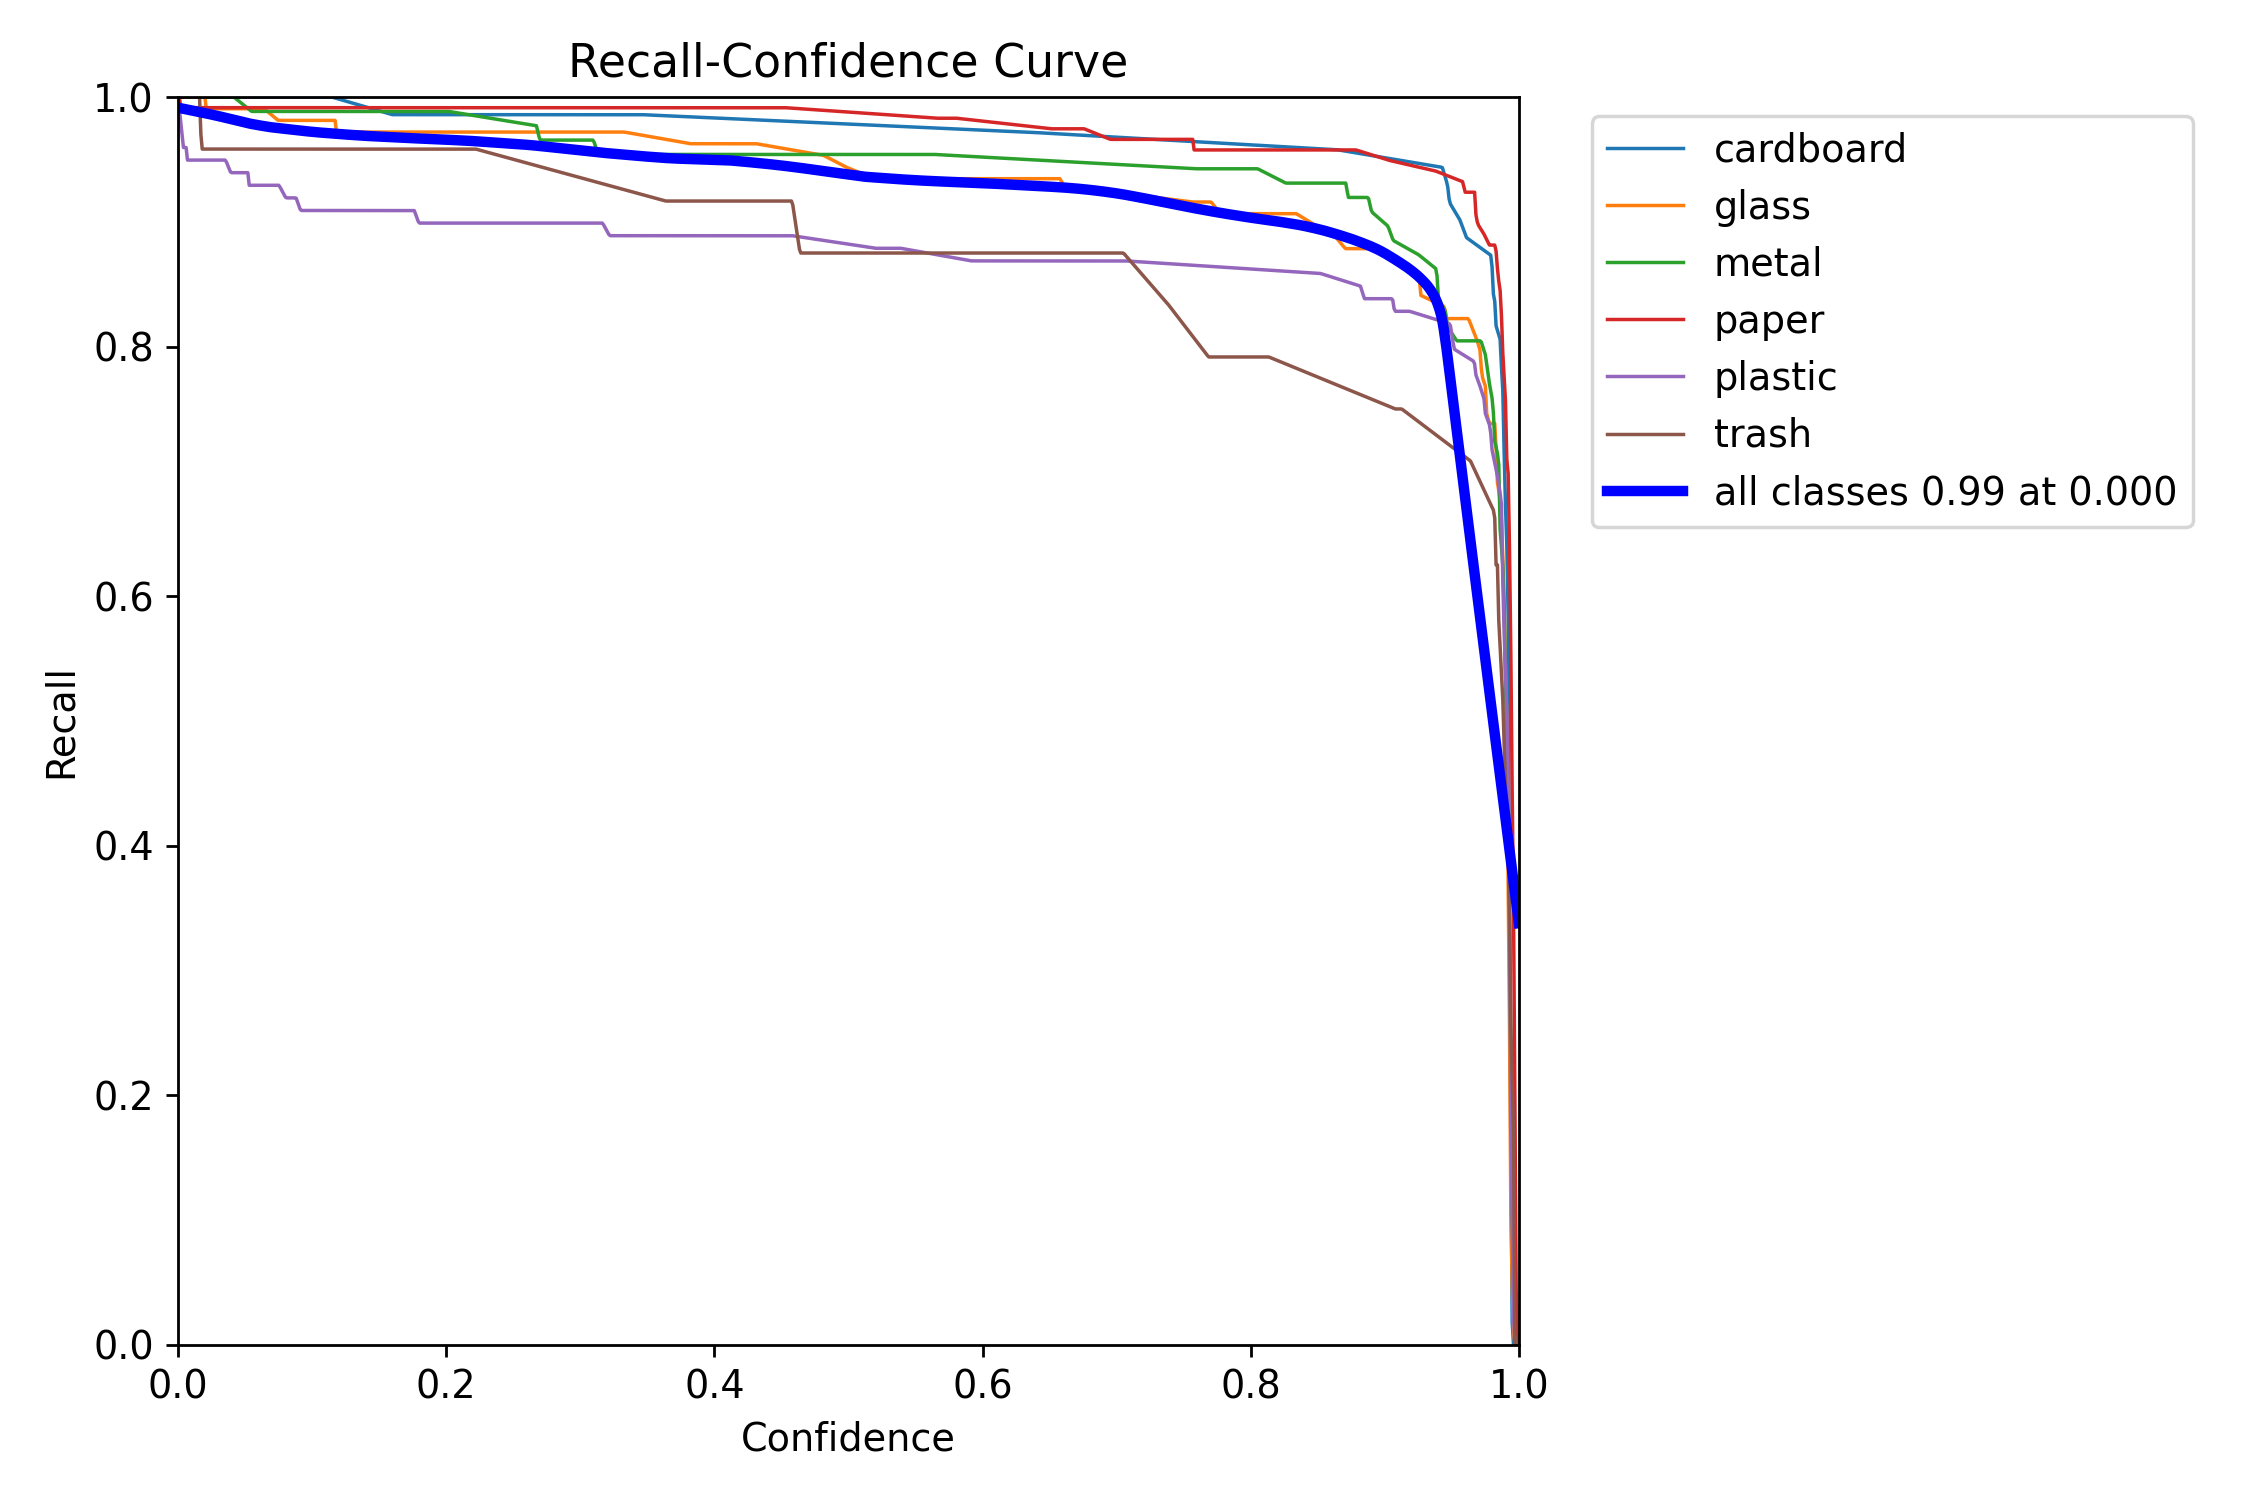 Recall-Confidence Curve
1.0
0.8
0.6
0.4
0.2
0.0
Recall
0.0 0.2 0.4 0.6 0.8 1.0
Confidence
cardboard
glass
metal
paper
plastic
trash
all classes 0.99 at 0.000